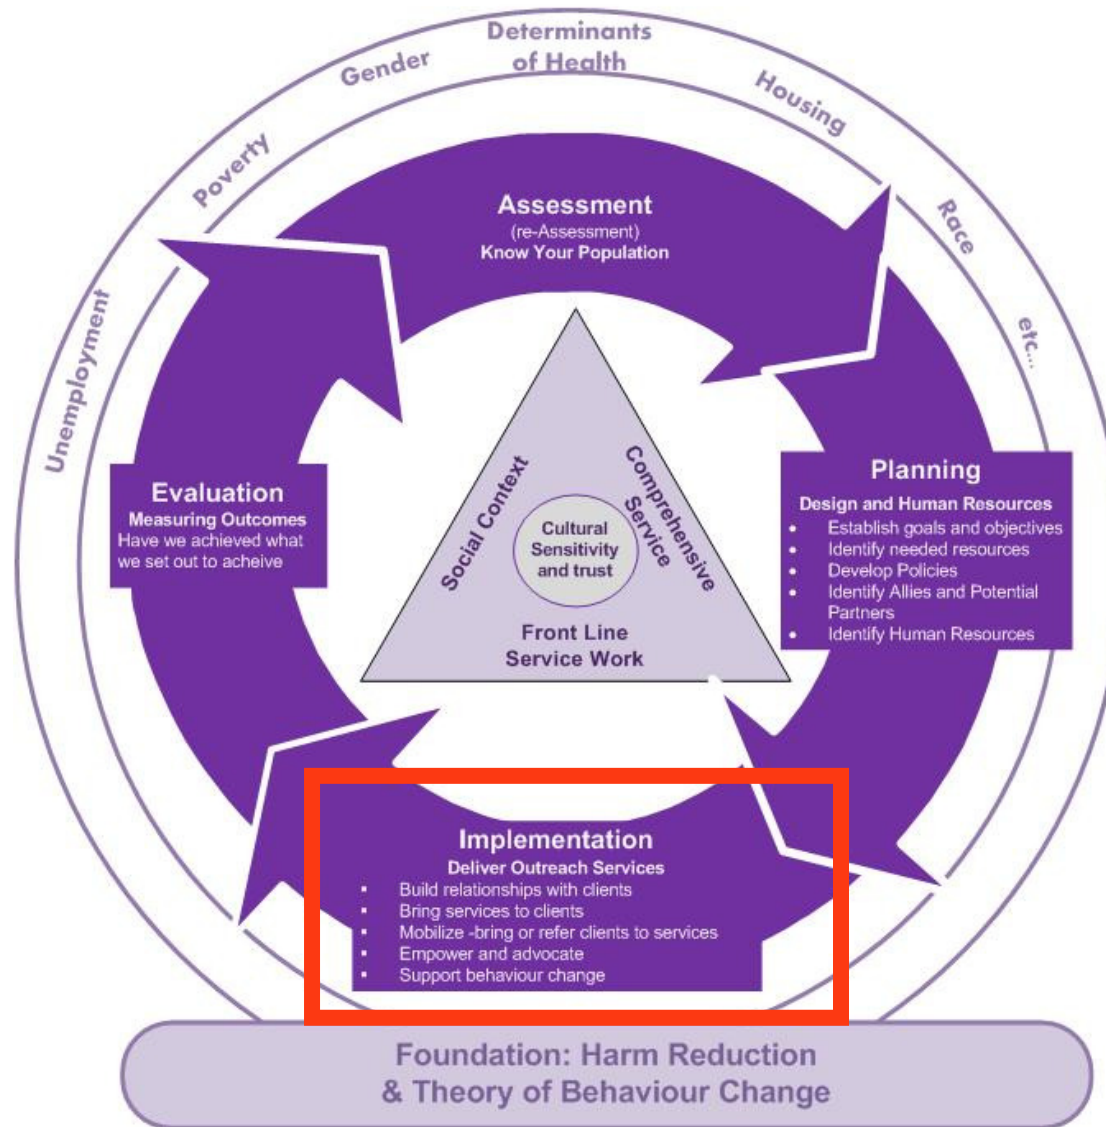 Determinants
of Health
Gender
Housing
Poverty
Race
Unemployment
etc...
Assessment
(re-Assessment)
Know Your Population
Evaluation
Measuring Outcomes
Have we achieved what
we set out to acheive
Social Context
Comprehensive
Service
Cultural
Sensitivity
and trust
Front Line
Service Work
Planning
Design and Human Resources
• Establish goals and objectives
• Identify needed resources
• Develop Policies
• Identify Allies and Potential
Partners
• Identify Human Resources
Implementation
Deliver Outreach Services
▪ Build relationships with clients
▪ Bring services to clients
▪ Mobilize -bring or refer clients to services
▪ Empower and advocate
▪ Support behaviour change
Foundation: Harm Reduction
& Theory of Behaviour Change